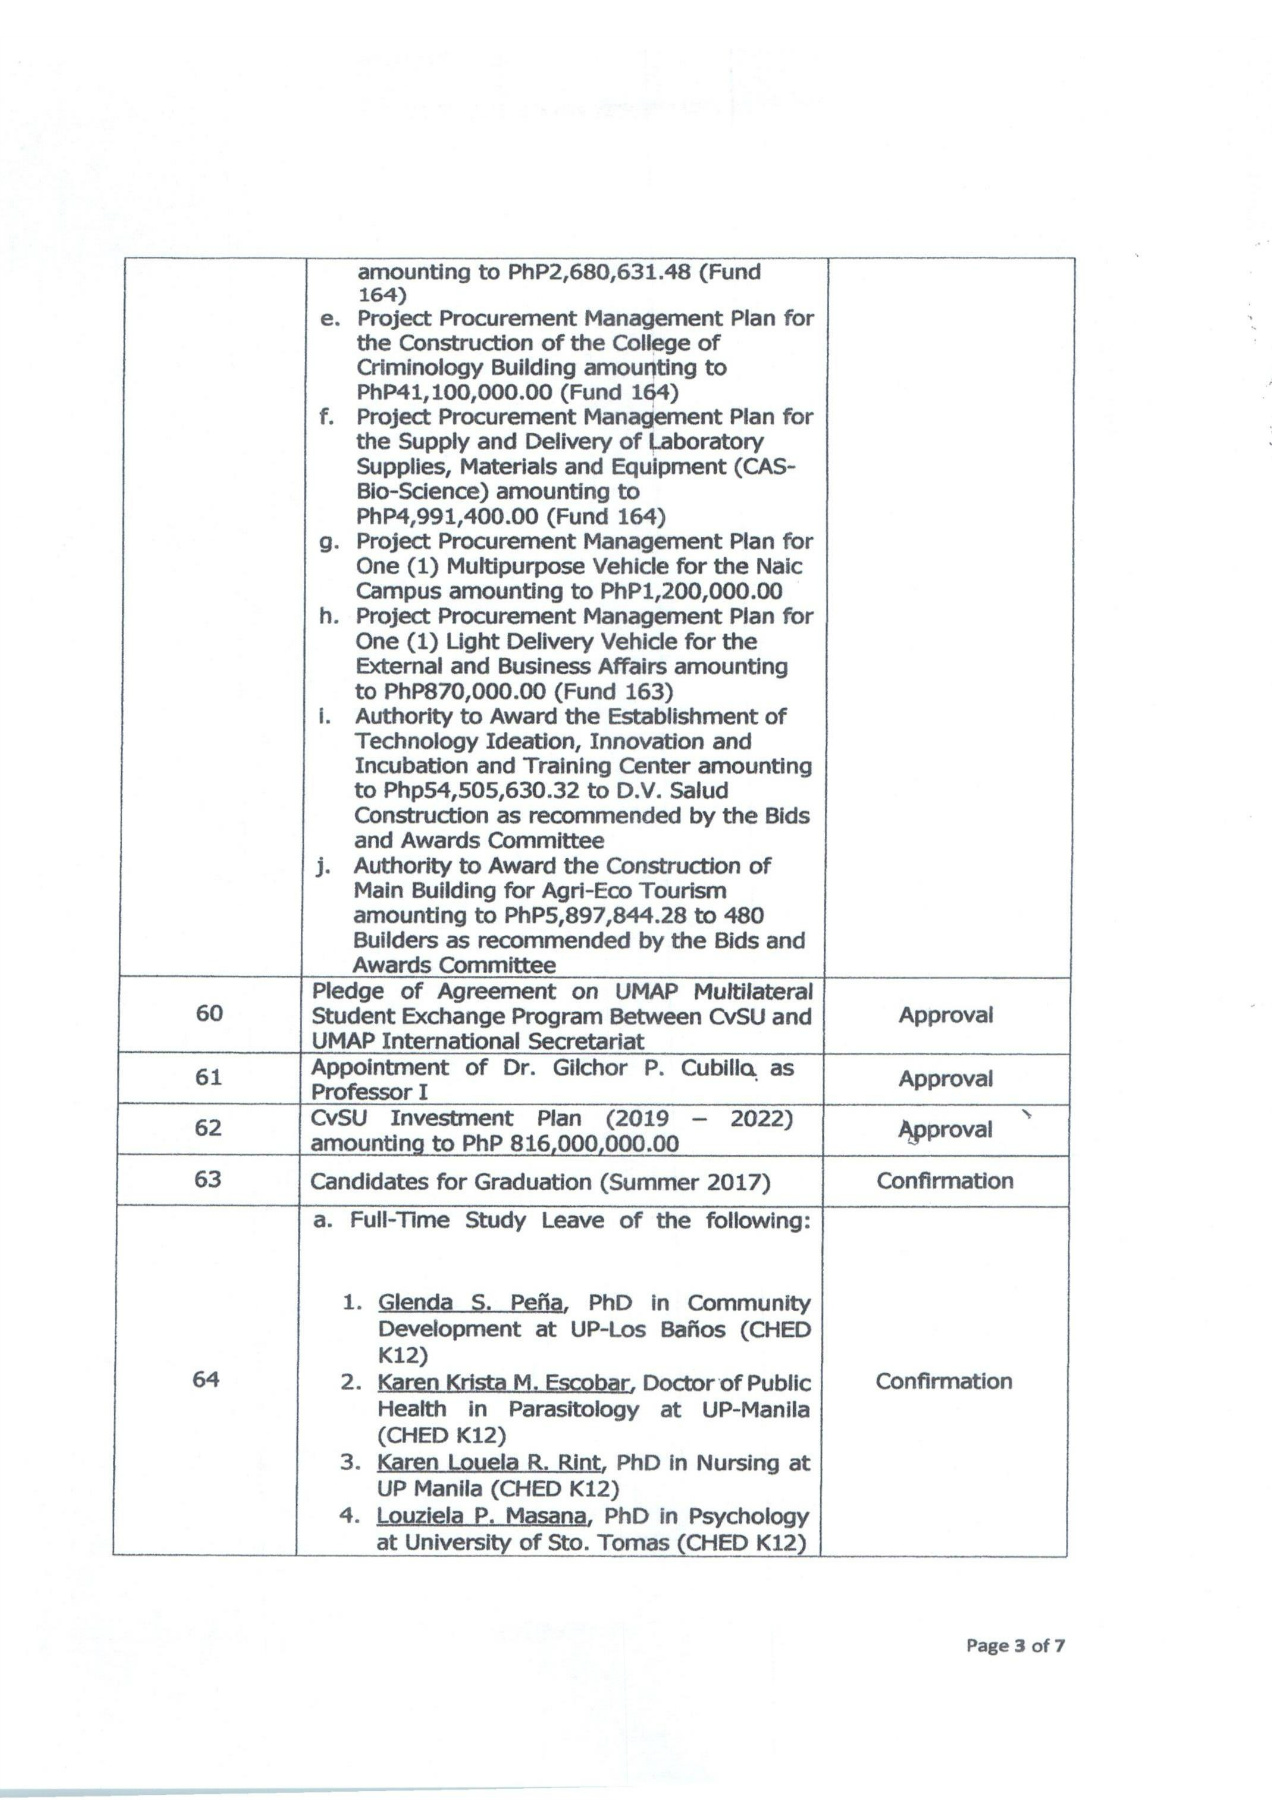 amounting to PhP2,680,631.48 (Fund
164)
e. Project Procurement Management Plan for
the Construction of the College of
Criminology Building amounting to
PhP41,100,000.00 (Fund 164)
f. Project Procurement Management Plan for
the Supply and Delivery of Laboratory
Supplies, Materials and Equipment (CAS-
Bio-Science) amounting to
PhP4,991,400.00 (Fund 164)
g. Project Procurement Management Plan for
One (1) Multipurpose Vehicle for the Naic
Campus amounting to PhP1,200,000.00
h. Project Procurement Management Plan for
One (1) Light Delivery Vehicle for the
External and Business Affairs amounting
to PhP870,000.00 (Fund 163)
i. Authority to Award the Establishment of
Technology Ideation, Innovation and
Incubation and Training Center amounting
to Php54,505,630.32 to D.V. Salud
Construction as recommended by the Bids
and Awards Committee
j. Authority to Award the Construction of
Main Building for Agri-Eco Tourism
amounting to PhP5,897,844.28 to 480
Builders as recommended by the Bids and
Awards Committee
60
Pledge of Agreement on UMAP Multilateral
Student Exchange Program Between CvSU and
UMAP International Secretariat
Approval
61
Appointment of Dr. Gilchor P. Cubillo as
Professor I
Approval
62
CvSU Investment Plan (2019 – 2022)
amounting to PhP 816,000,000.00
Approval
63
Candidates for Graduation (Summer 2017)
Confirmation
64
a. Full-Time Study Leave of the following:
1. Glenda S. Peña, PhD in Community
Development at UP-Los Baños (CHED
K12)
2. Karen Krista M. Escobar, Doctor of Public
Health in Parasitology at UP-Manila
(CHED K12)
3. Karen Louela R. Rint, PhD in Nursing at
UP Manila (CHED K12)
4. Louziela P. Masana, PhD in Psychology
at University of Sto. Tomas (CHED K12)
Confirmation
Page 3 of 7